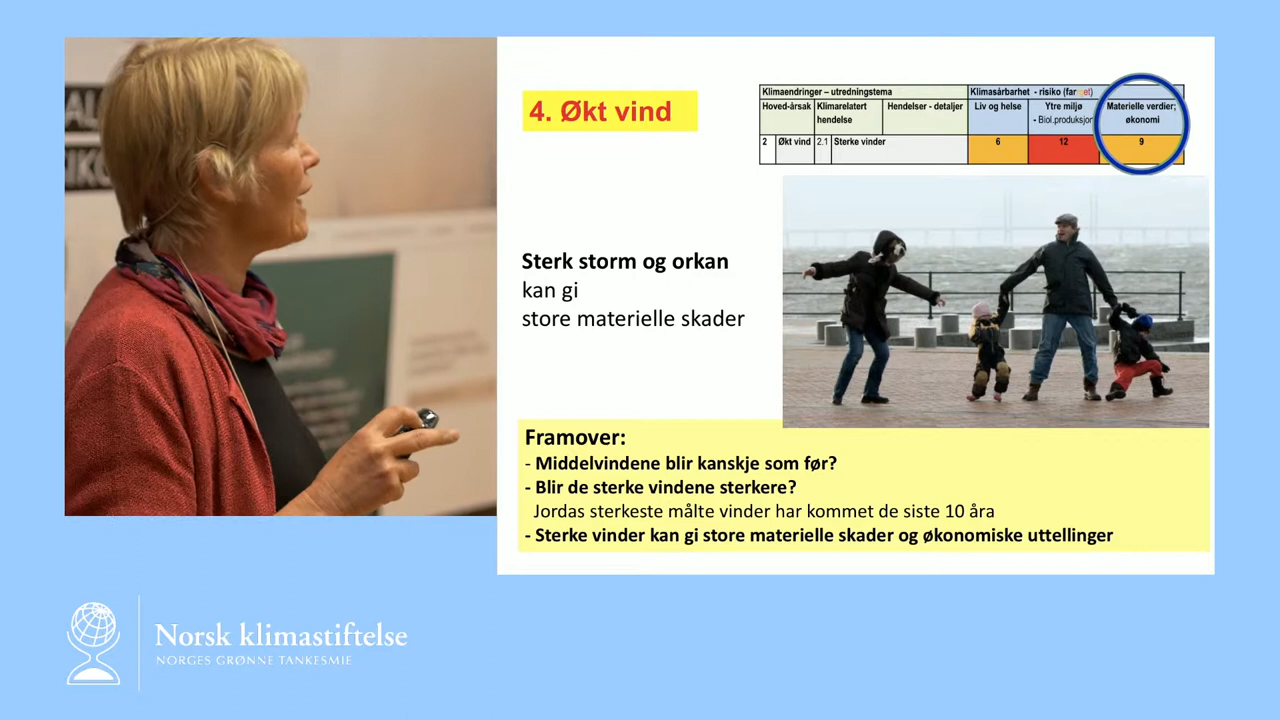 4. Økt vind
Klimaendringer – utredningstema
Klimasårbarhet - risiko (farget)
Hoved-årsak
Klimarelatert
hendelse
Hendelser - detaljer
Liv og helse
Ytre miljø
- Biol.produksjon
Materielle verdier;
økonomi
2 Økt vind 2.1 Sterke vinder 6 12 9
Sterk storm og orkan
kan gi
store materielle skader
Framover:
- Middelvindene blir kanskje som før?
- Blir de sterke vindene sterkere?
Jordas sterkeste målte vinder har kommet de siste 10 åra
- Sterke vinder kan gi store materielle skader og økonomiske uttellinger
Norsk klimastiftelse
NORGES GRØNNE TANKESMIE